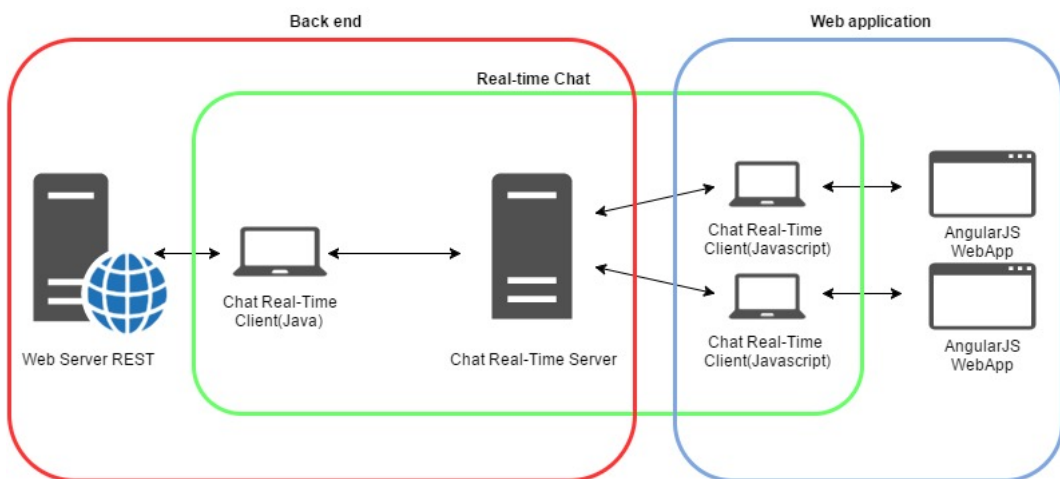 Back end
Web application
Real-time Chat
Web Server REST
Chat Real-Time
Client(Java)
Chat Real-Time Server
Chat Real-Time
Client(Javascript)
AngularJS
WebApp
Chat Real-Time
Client(Javascript)
AngularJS
WebApp